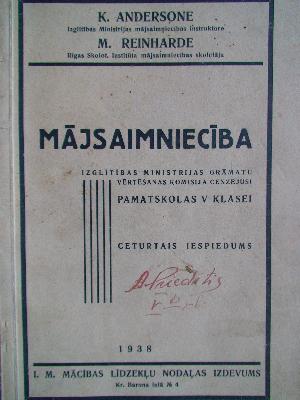 K. ANDERSONE
Izglītības Ministrijas mājsaimniecības instruktore
M. REINHARDE
Rīgas Skolot. Institūta mājsaimniecības skolotāja
MĀJSAIMNIECĪBA
IZGLĪTĪBAS MINISTRIJAS GRĀMATU
VĒRTĒŠANAS KOMISIJA CENZĒJUSI
PAMATSKOLAS V KLASEI
CETURTAIS IESPIEDUMS
A. Priedītis
1938
I. M. MĀCĪBAS LĪDZEKĻU NODAĻAS IZDEVUMS
Kr. Barona ielā № 4